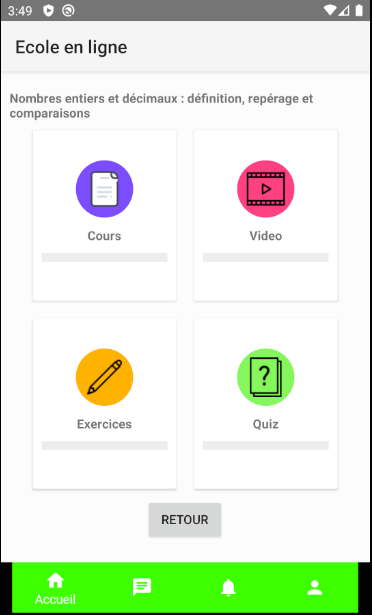 3:49
Ecole en ligne
Nombres entiers et décimaux : définition, repérage et
comparaisons
Cours
Video
Exercices
?
Quiz
RETOUR
Accueil